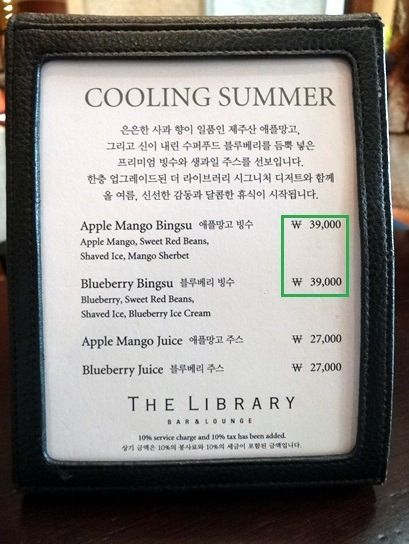 COOLING SUMMER
은은한 사과 향이 일품인 제주산 애플망고,
그리고 신이 내린 수퍼푸드 블루베리를 듬뿍 넣은
프리미엄 빙수와 생과일 주스를 선보입니다.
한층 업그레이드된 더 라이브러리 시그니처 디저트와 함께
올 여름, 신선한 감동과 달콤한 휴식이 시작됩니다.
Apple Mango Bingsu 애플망고 빙수 ₩ 39,000
Apple Mango, Sweet Red Beans,
Shaved Ice, Mango Sherbet
Blueberry Bingsu 블루베리 빙수 ₩ 39,000
Blueberry, Sweet Red Beans,
Shaved Ice, Blueberry Ice Cream
Apple Mango Juice 애플망고 주스 ₩ 27,000
Blueberry Juice 블루베리 주스 ₩ 27,000
THE LIBRARY
BAR & LOUNGE
10% service charge and 10% tax has been added.
상기 금액은 10%의 봉사료와 10%의 세금이 포함된 금액입니다.